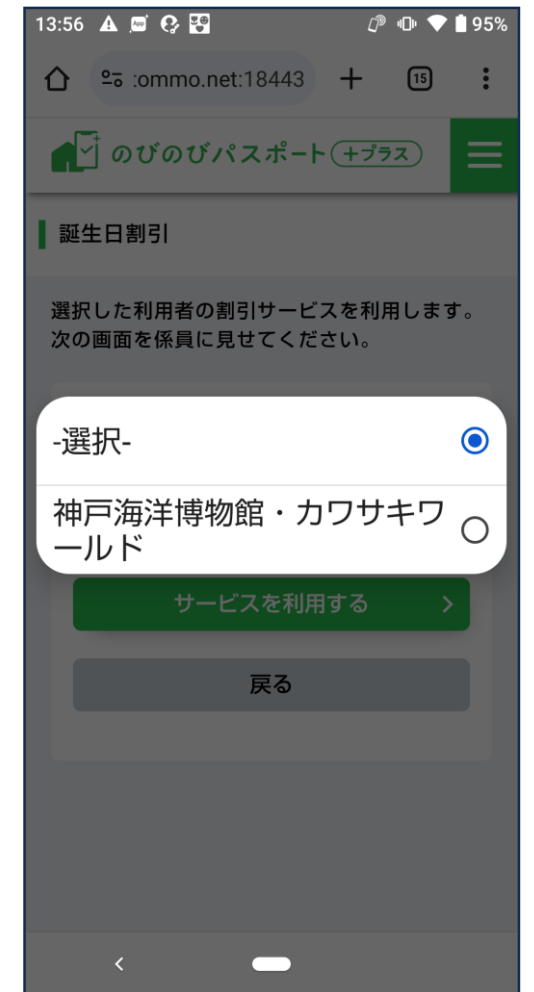 13:56 95%
:ommo.net:18443 15
のびのびパスポート +プラス
誕生日割引
選択した利用者の割引サービスを利用します。
次の画面を係員に見せてください。
-選択-
神戸海洋博物館・カワサキワ
ールド
サービスを利用する
戻る